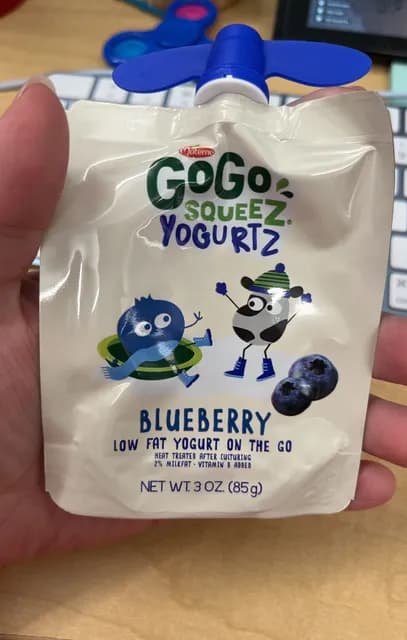 Materne
GoGo
SQUEEZ
YOGURTZ
BLUEBERRY
LOW FAT YOGURT ON THE GO
HEAT TREATED AFTER CULTURING
2% MILKFAT · VITAMIN D ADDED
NET WT. 3 OZ. (85g)